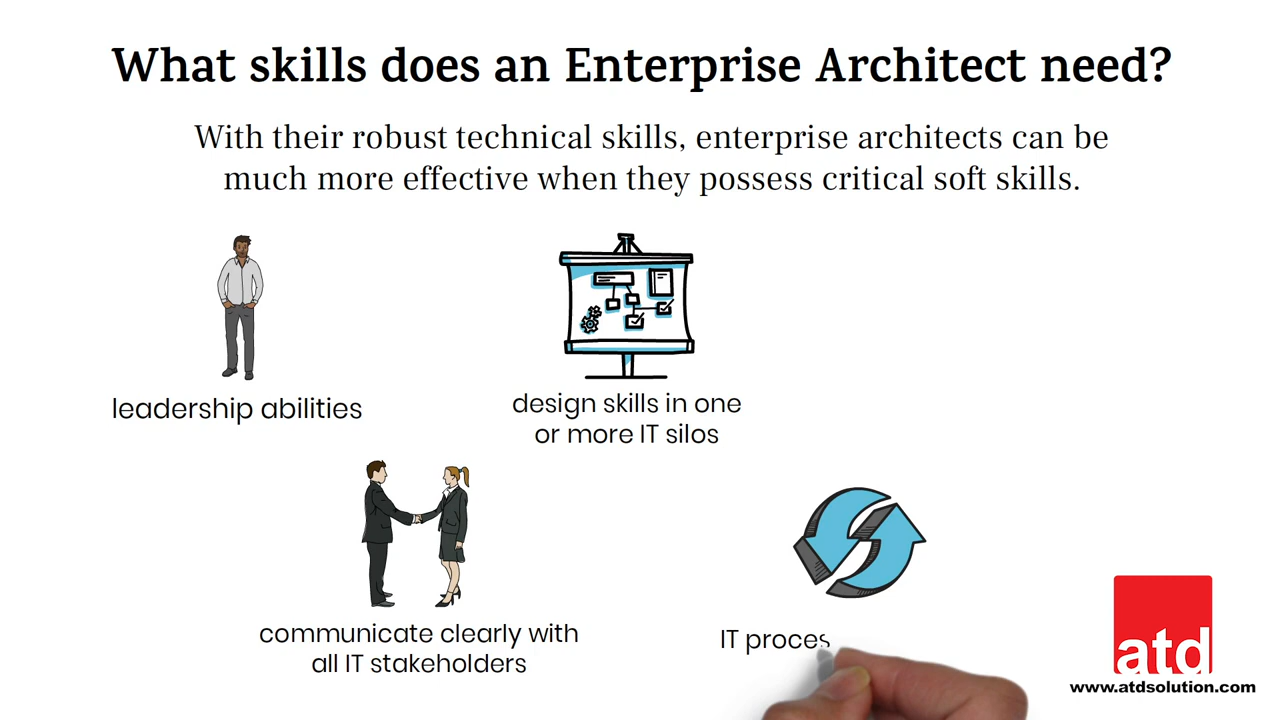 What skills does an Enterprise Architect need?
With their robust technical skills, enterprise architects can be
much more effective when they possess critical soft skills.
leadership abilities
design skills in one
or more IT silos
communicate clearly with
all IT stakeholders
IT proces
atd
www.atdsolution.com